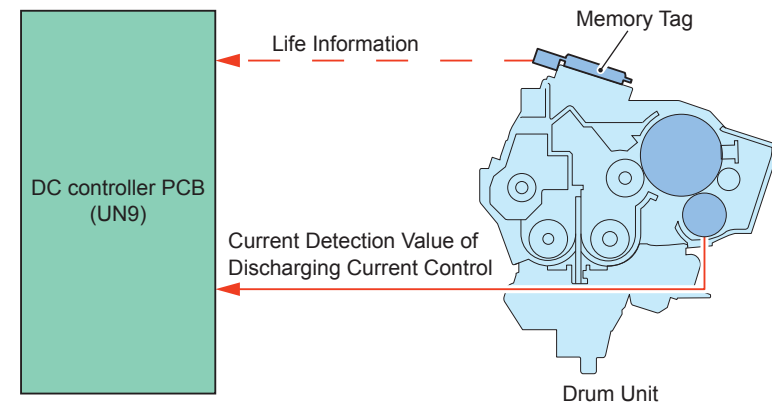 Memory Tag
Life Information
DC controller PCB
(UN9)
Current Detection Value of
Discharging Current Control
Drum Unit